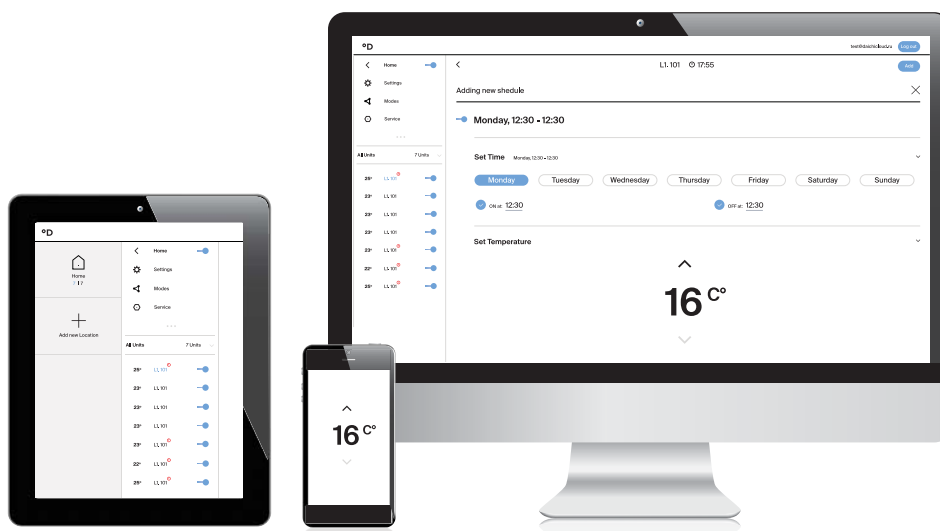 °D
test@daichicloud.ru
Log out
Home
L1. 101
17:55
Add
Settings
Adding new shedule
Modes
Service
Monday, 12:30 - 12:30
All Units
7 Units
Set Time
Monday, 12:30 - 12:30
25°
L1. 101
Monday
Tuesday
Wednesday
Thursday
Friday
Saturday
Sunday
23°
L1. 101
ON at
12:30
OFF at
12:30
23°
L1. 101
23°
L1. 101
Set Temperature
23°
L1. 101
22°
L1. 101
16 C°
25°
L1. 101
°D
Home
Home
Settings
Modes
Service
Add new Location
All Units
7 Units
25°
L1. 101
23°
L1. 101
23°
L1. 101
23°
L1. 101
23°
L1. 101
22°
L1. 101
25°
L1. 101
16 C°